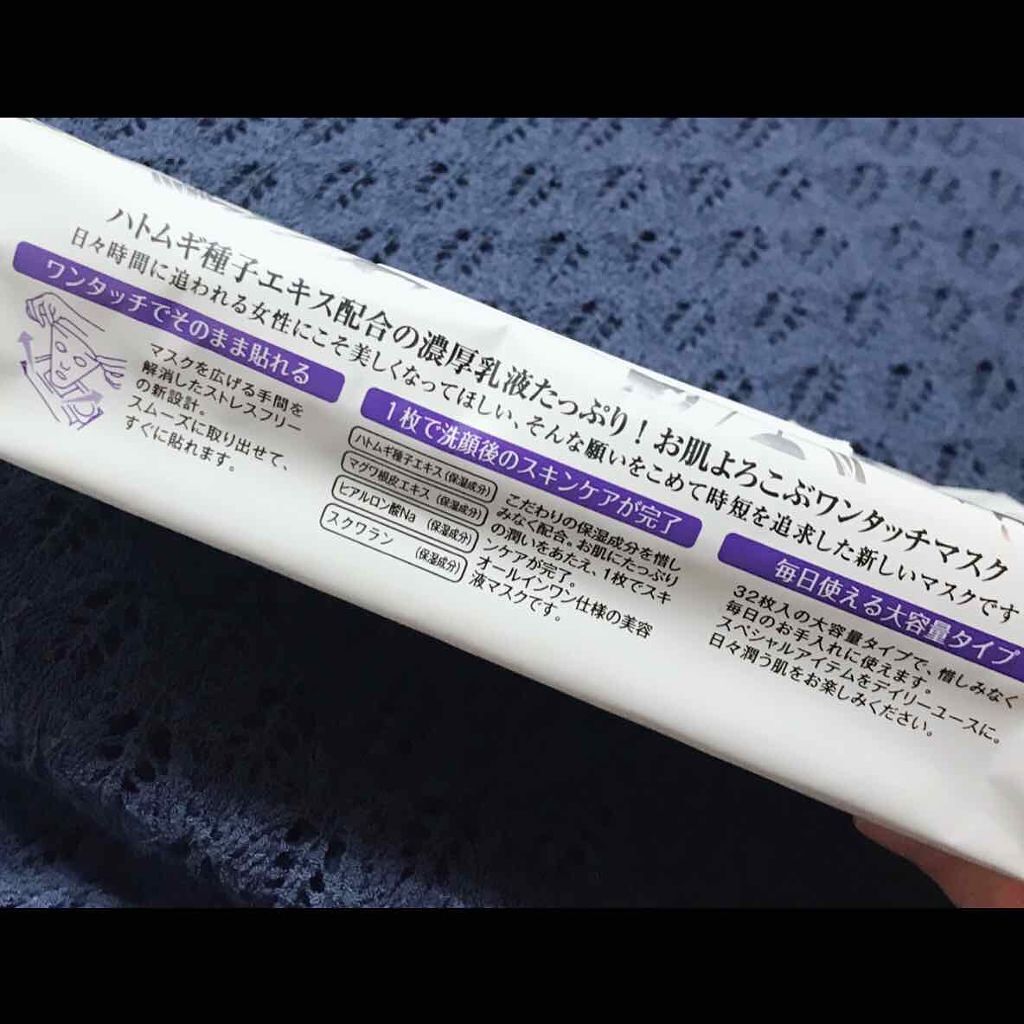 ハトムギ種子エキス配合の濃厚乳液たっぷり！お肌よろこぶワンタッチマスク
日々時間に追われる女性にこそ美しくなってほしい、そんな願いをこめて時短を追求した新しいマスクです
ワンタッチでそのまま貼れる
マスクを広げる手間を
解消したストレスフリー
の新設計。
スムーズに取り出せて、
すぐに貼れます。
1枚で洗顔後のスキンケアが完了
ハトムギ種子エキス(保湿成分)
マグワ根皮エキス (保湿成分)
ヒアルロン酸Na (保湿成分)
スクワラン (保湿成分)
こだわりの保湿成分を惜し
みなく配合。お肌にたっぷり
の潤いをあたえ、1枚でスキ
ンケアが完了。
オールインワン仕様の美容
液マスクです。
毎日使える大容量タイプ
32枚入の大容量タイプで、惜しみなく
毎日のお手入れに使えます。
スペシャルアイテムをデイリーユースに。
日々潤う肌をお楽しみください。